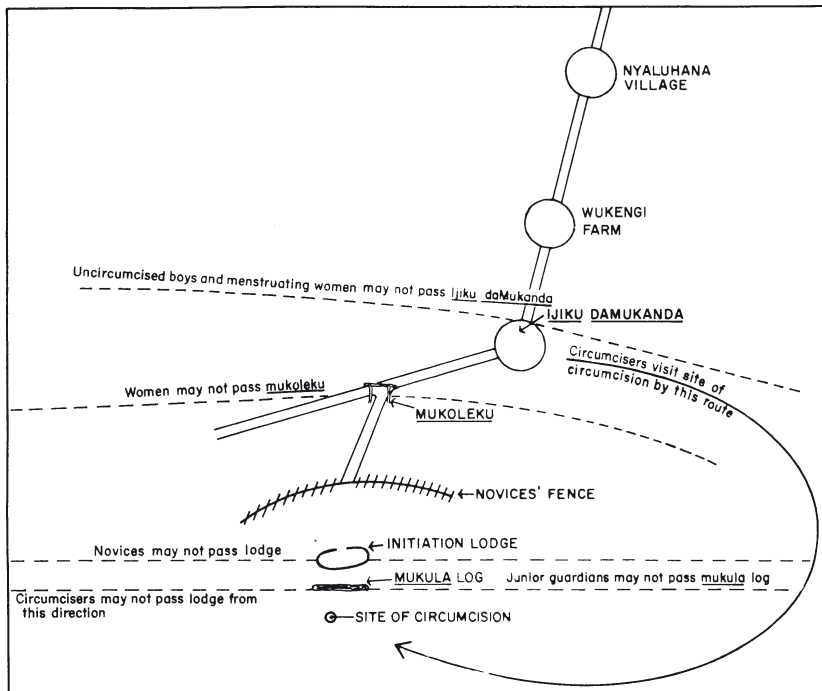 NYALUHANA
VILLAGE
WUKENGI
FARM
Uncircumcised boys and menstruating women may not pass Ijiku daMukanda
IJIKU DAMUKANDA
Circumcisers visit site of
circumcision by this route
Women may not pass mukoleku
MUKOLEKU
NOVICES' FENCE
INITIATION LODGE
Novices may not pass lodge
MUKULA LOG
Junior guardians may not pass mukula log
Circumcisers may not pass lodge from
this direction
SITE OF CIRCUMCISION